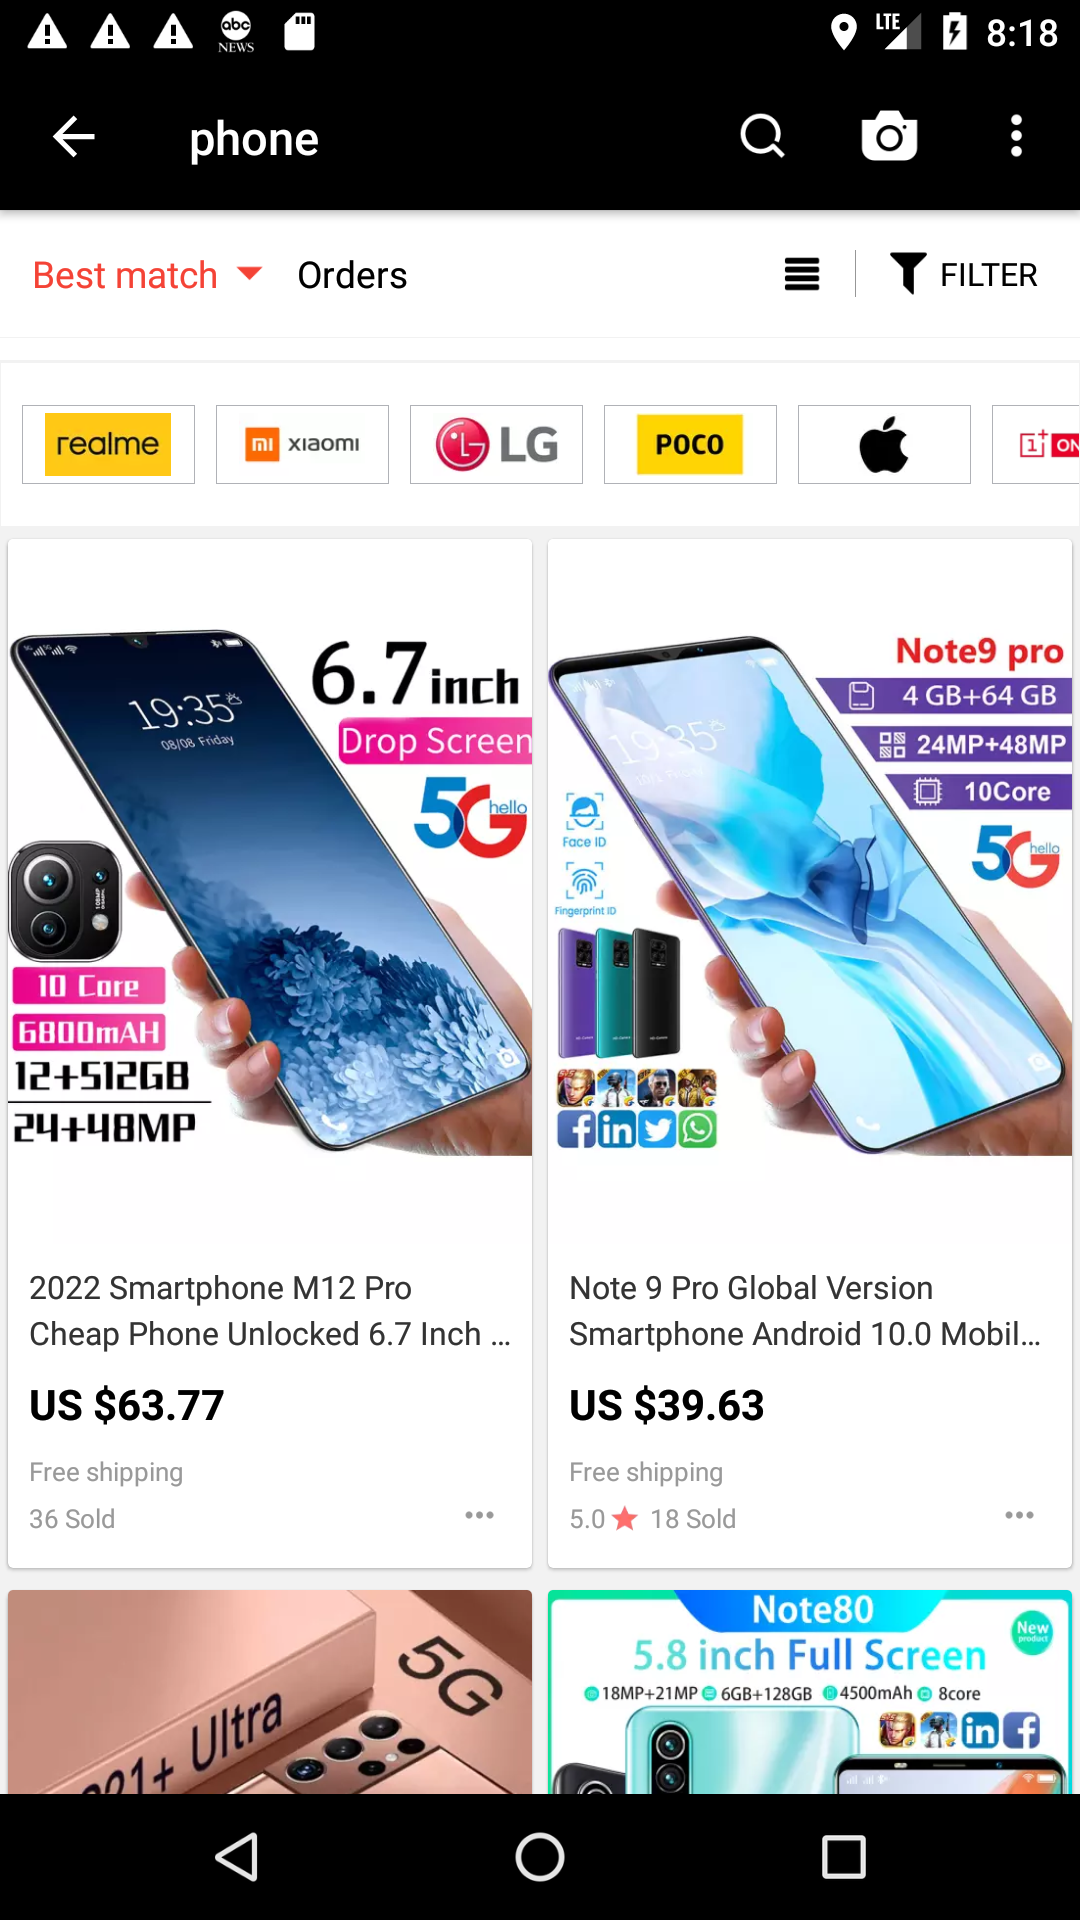 abc
NEWS
LTE
8:18
phone
Best match
Orders
FILTER
realme
mi xiaomi
LG
POCO
1+ ON
19:35
08/08 Friday
6.7inch
Drop Screen
5G hello
10 Core
6800mAH
12+512GB
24+48MP
Note9 pro
4 GB+64 GB
24MP+48MP
10Core
5G hello
19:35
Face ID
Fingerprint ID
2022 Smartphone M12 Pro
Cheap Phone Unlocked 6.7 Inch ...
US $63.77
Free shipping
36 Sold
Note 9 Pro Global Version
Smartphone Android 10.0 Mobil...
US $39.63
Free shipping
5.0 18 Sold
5G
21+ Ultra
Note80
New
product
5.8 inch Full Screen
18MP+21MP 6GB+128GB 4500mAh 8core
in f